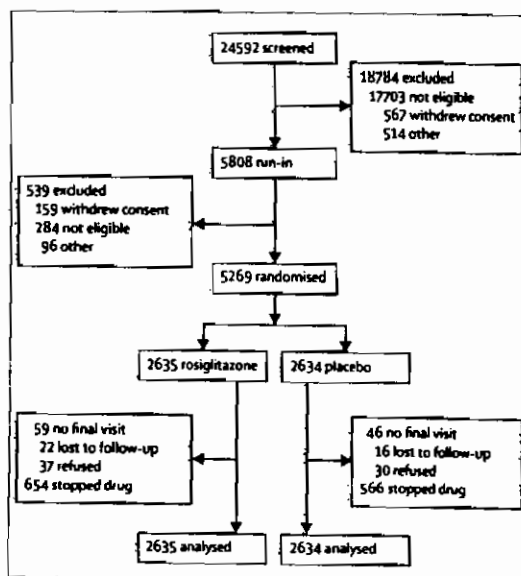 24592 screened
18784 excluded
17703 not eligible
567 withdrew consent
514 other
5808 run-in
539 excluded
159 withdrew consent
284 not eligible
96 other
5269 randomised
2635 rosiglitazone
2634 placebo
59 no final visit
22 lost to follow-up
37 refused
654 stopped drug
46 no final visit
16 lost to follow-up
30 refused
566 stopped drug
2635 analysed
2634 analysed